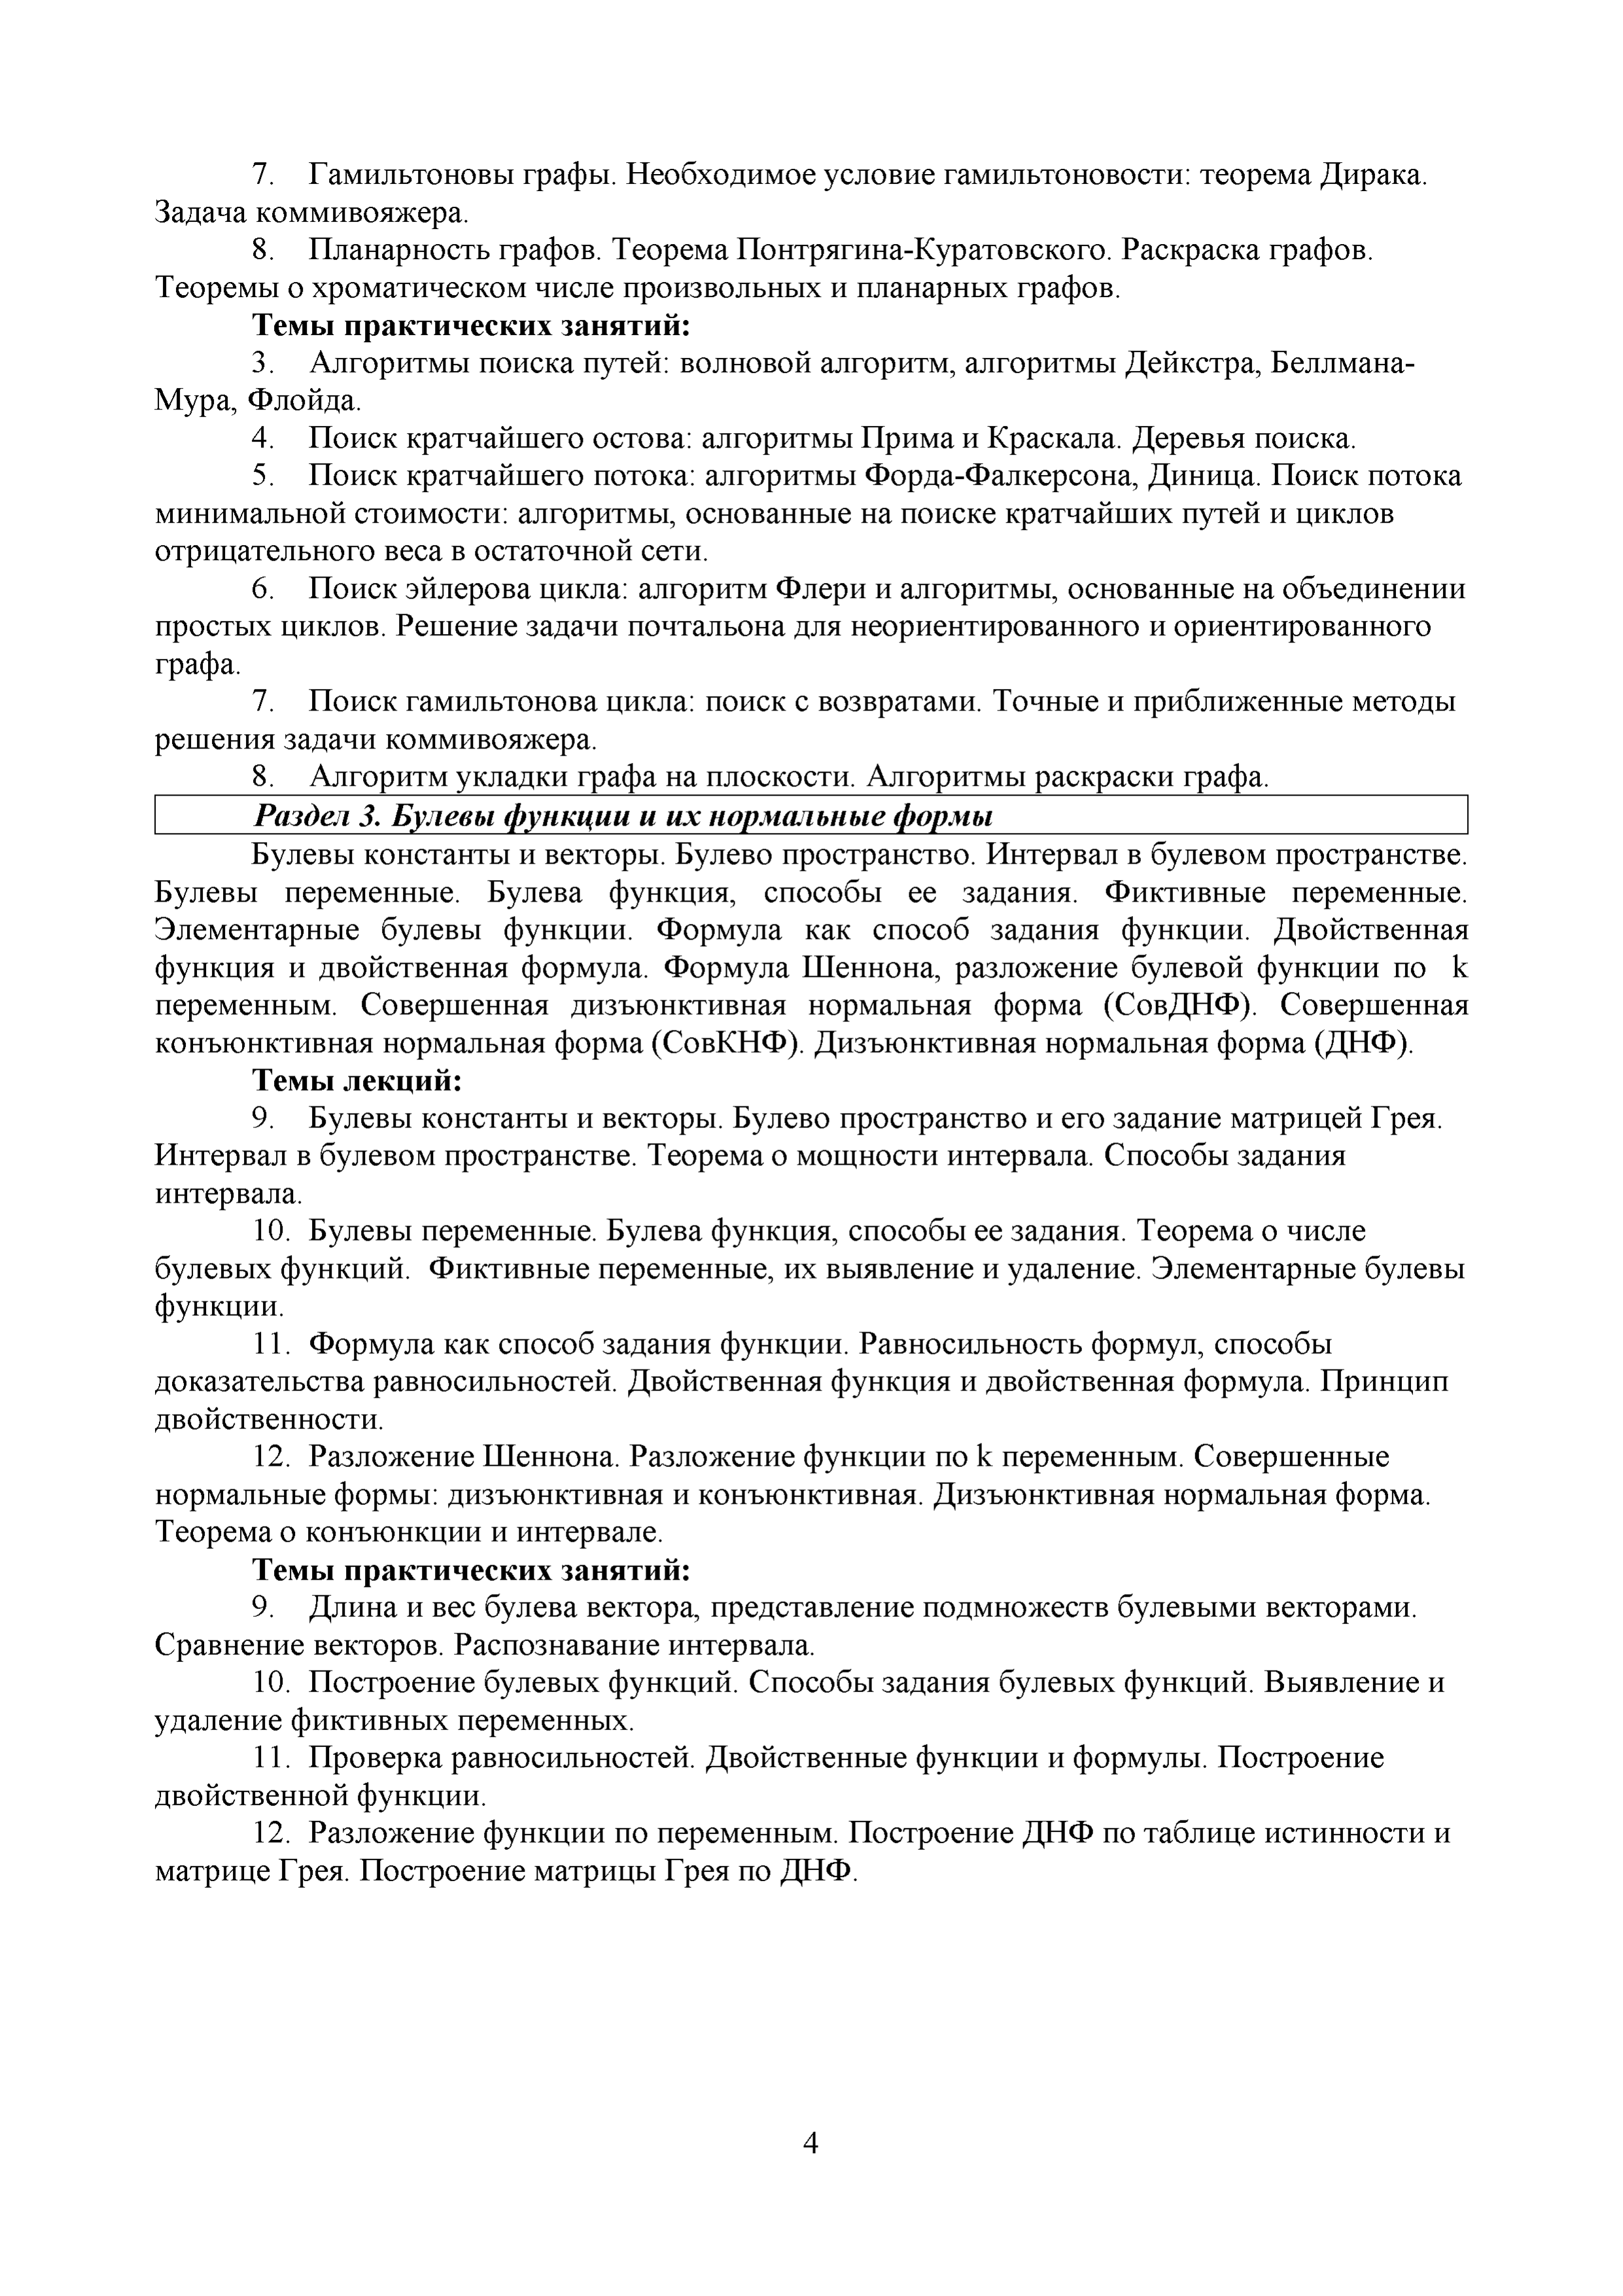 7. Гамильтоновы графы. Необходимое условие гамильтоновости: теорема Дирака.
Задача коммивояжера.
8. Планарность графов. Теорема Понтрягина-Куратовского. Раскраска графов.
Теоремы о хроматическом числе произвольных и планарных графов.
Темы практических занятий:
3. Алгоритмы поиска путей: волновой алгоритм, алгоритмы Дейкстра, Беллмана-
Мура, Флойда.
4. Поиск кратчайшего остова: алгоритмы Прима и Краскала. Деревья поиска.
5. Поиск кратчайшего потока: алгоритмы Форда-Фалкерсона, Диница. Поиск потока
минимальной стоимости: алгоритмы, основанные на поиске кратчайших путей и циклов
отрицательного веса в остаточной сети.
6. Поиск эйлерова цикла: алгоритм Флери и алгоритмы, основанные на объединении
простых циклов. Решение задачи почтальона для неориентированного и ориентированного
графа.
7. Поиск гамильтонова цикла: поиск с возвратами. Точные и приближенные методы
решения задачи коммивояжера.
8. Алгоритм укладки графа на плоскости. Алгоритмы раскраски графа.
Раздел 3. Булевы функции и их нормальные формы
Булевы константы и векторы. Булево пространство. Интервал в булевом пространстве.
Булевы переменные. Булева функция, способы ее задания. Фиктивные переменные.
Элементарные булевы функции. Формула как способ задания функции. Двойственная
функция и двойственная формула. Формула Шеннона, разложение булевой функции по k
переменным. Совершенная дизъюнктивная нормальная форма (СовДНФ). Совершенная
конъюнктивная нормальная форма (СовКНФ). Дизъюнктивная нормальная форма (ДНФ).
Темы лекций:
9. Булевы константы и векторы. Булево пространство и его задание матрицей Грея.
Интервал в булевом пространстве. Теорема о мощности интервала. Способы задания
интервала.
10. Булевы переменные. Булева функция, способы ее задания. Теорема о числе
булевых функций. Фиктивные переменные, их выявление и удаление. Элементарные булевы
функции.
11. Формула как способ задания функции. Равносильность формул, способы
доказательства равносильностей. Двойственная функция и двойственная формула. Принцип
двойственности.
12. Разложение Шеннона. Разложение функции по k переменным. Совершенные
нормальные формы: дизъюнктивная и конъюнктивная. Дизъюнктивная нормальная форма.
Теорема о конъюнкции и интервале.
Темы практических занятий:
9. Длина и вес булева вектора, представление подмножеств булевыми векторами.
Сравнение векторов. Распознавание интервала.
10. Построение булевых функций. Способы задания булевых функций. Выявление и
удаление фиктивных переменных.
11. Проверка равносильностей. Двойственные функции и формулы. Построение
двойственной функции.
12. Разложение функции по переменным. Построение ДНФ по таблице истинности и
матрице Грея. Построение матрицы Грея по ДНФ.
4